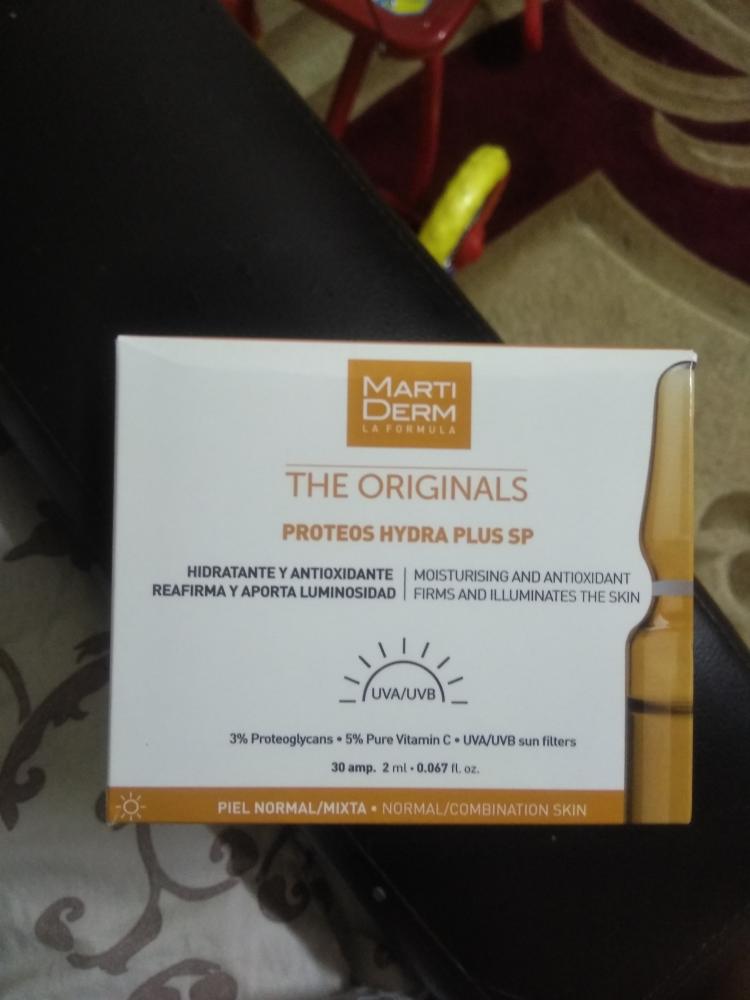 MARTI
DERM
LA FORMULA
THE ORIGINALS
PROTEOS HYDRA PLUS SP
HIDRATANTE Y ANTIOXIDANTE
REAFIRMA Y APORTA LUMINOSIDAD
MOISTURISING AND ANTIOXIDANT
FIRMS AND ILLUMINATES THE SKIN
UVA/UVB
3% Proteoglycans • 5% Pure Vitamin C • UVA/UVB sun filters
30 amp. 2 ml • 0.067 fl. oz.
PIEL NORMAL/MIXTA • NORMAL/COMBINATION SKIN